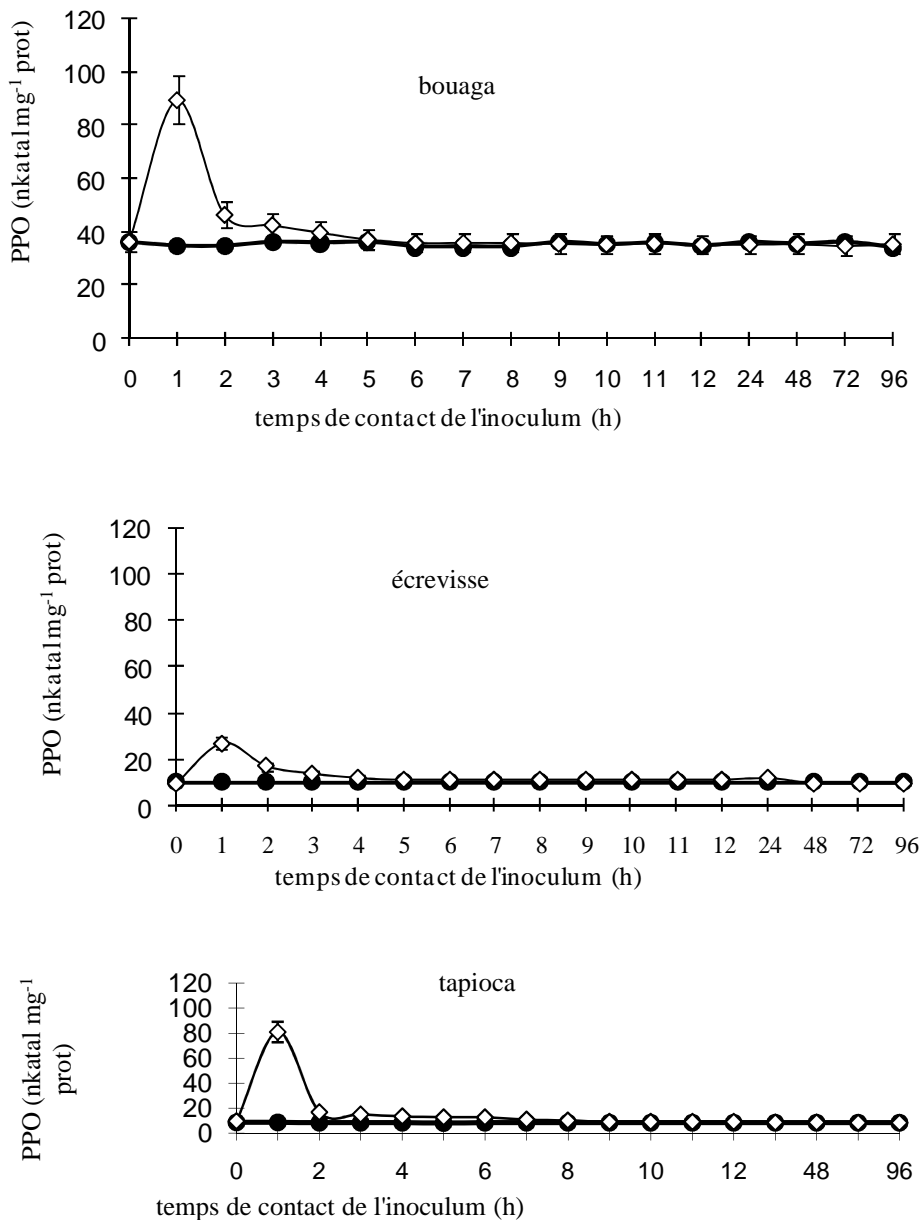 120
100
80
60
40
20
0
PPO (nkatal mg-1 prot)
bouaga
0 1 2 3 4 5 6 7 8 9 10 11 12 24 48 72 96
temps de contact de l'inoculum (h)
120
100
80
60
40
20
0
PPO (nkatal mg-1 prot)
écrevisse
0 1 2 3 4 5 6 7 8 9 10 11 12 24 48 72 96
temps de contact de l'inoculum (h)
120
100
80
60
40
20
0
PPO (nkatal mg-1
prot)
tapioca
0 2 4 6 8 10 12 48 96
temps de contact de l'inoculum (h)